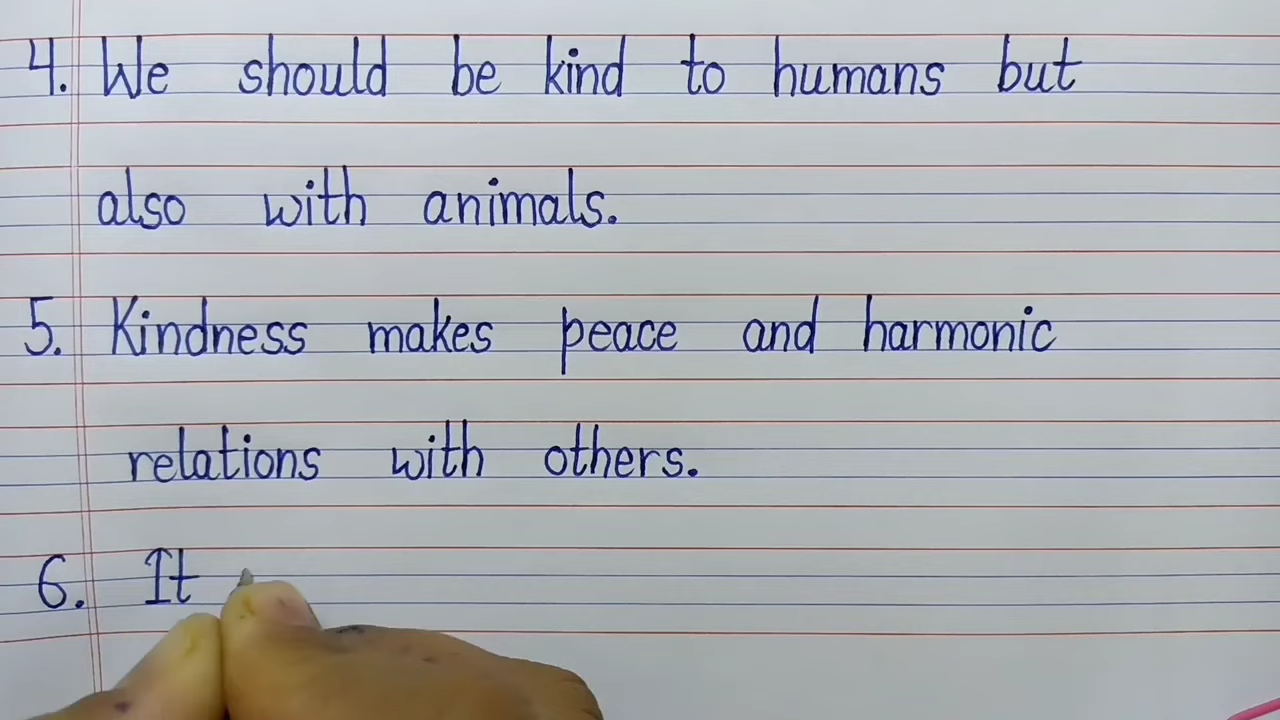 4. We should be kind to humans but
also with animals.
5. Kindness makes peace and harmonic
relations with others.
6. It